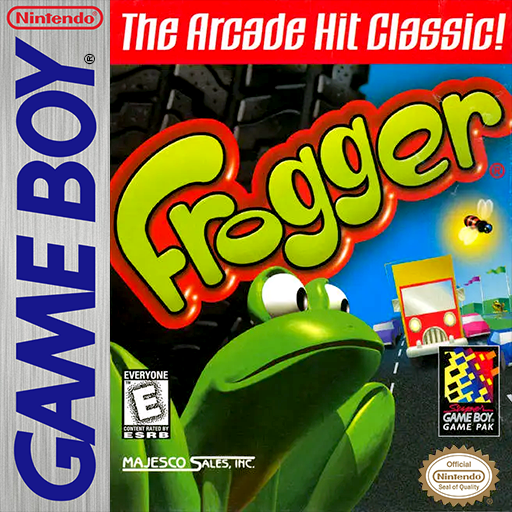 Nintendo®
GAME BOY®
The Arcade Hit Classic!
Frogger®
EVERYONE
E
CONTENT RATED BY
ESRB
MAJESCO SALES, INC.
Super
GAME BOY
GAME PAK
Official
Nintendo
Seal of Quality